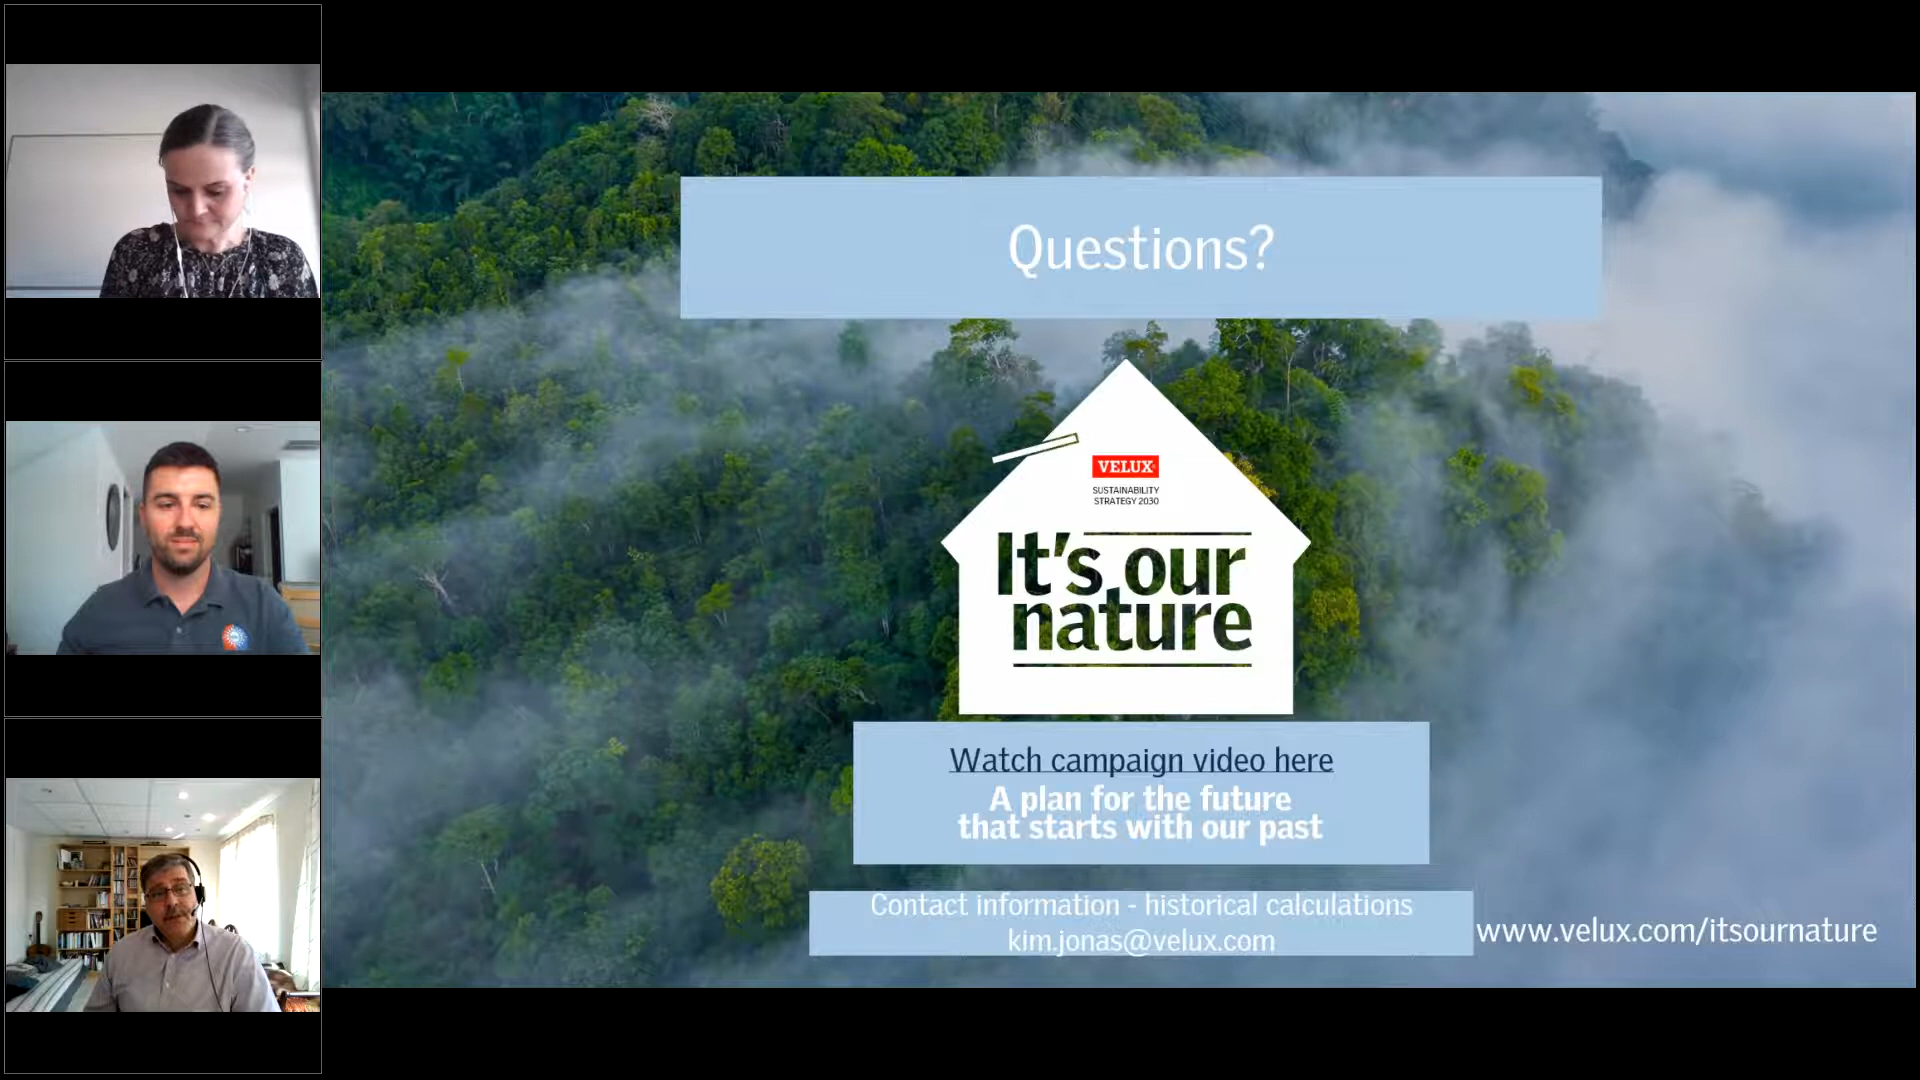 Questions?
VELUX
SUSTAINABILITY
STRATEGY 2030
It's our
nature
Watch campaign video here
A plan for the future
that starts with our past
Contact information - historical calculations
kim.jonas@velux.com
www.velux.com/itsournature